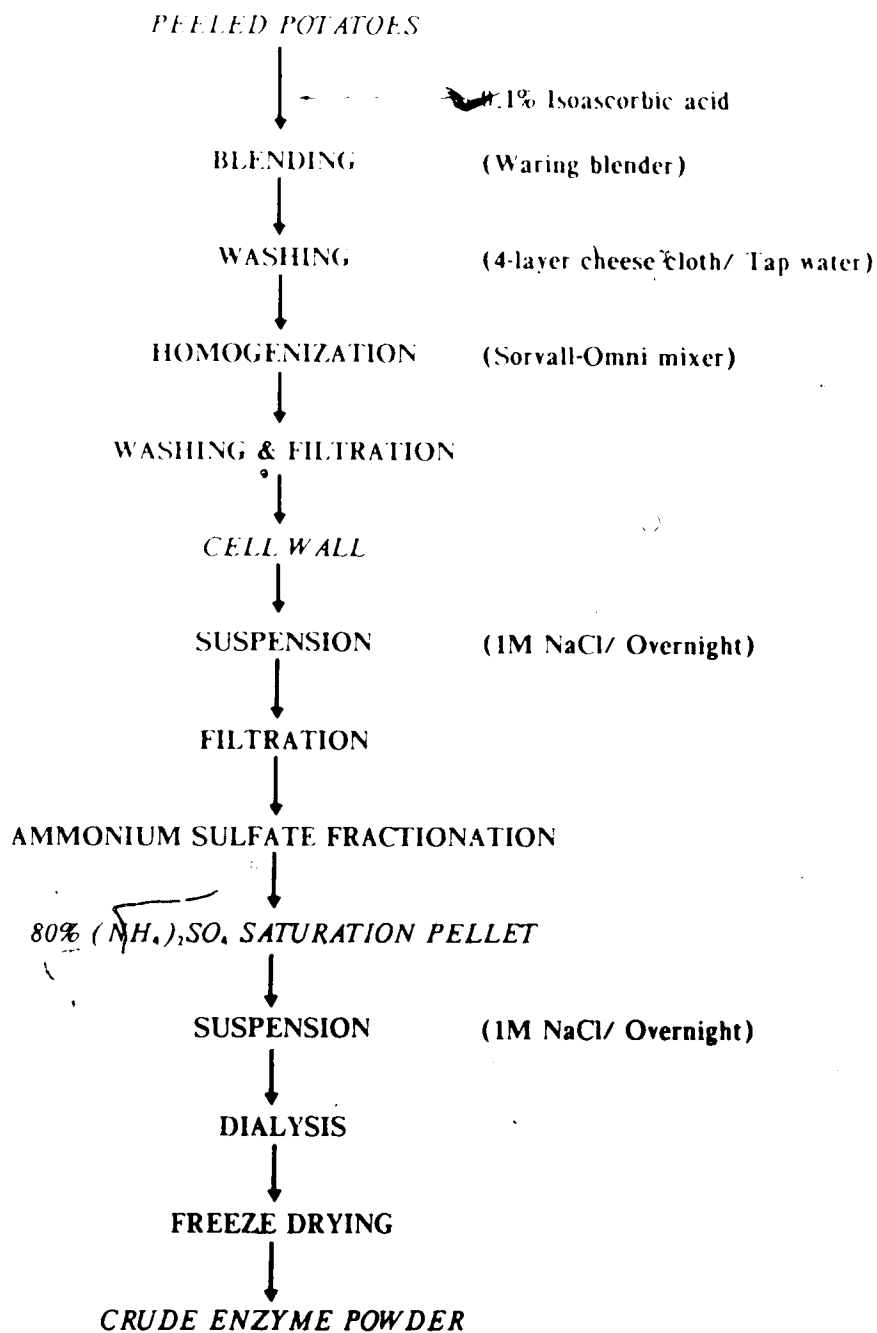 PEELED POTATOES
0.1% Isoascorbic acid
BLENDING (Waring blender)
WASHING (4-layer cheese cloth/ Tap water)
HOMOGENIZATION (Sorvall-Omni mixer)
WASHING & FILTRATION
CELL WALL
SUSPENSION (1M NaCl/ Overnight)
FILTRATION
AMMONIUM SULFATE FRACTIONATION
80% (NH₄)₂SO₄ SATURATION PELLET
SUSPENSION (1M NaCl/ Overnight)
DIALYSIS
FREEZE DRYING
CRUDE ENZYME POWDER